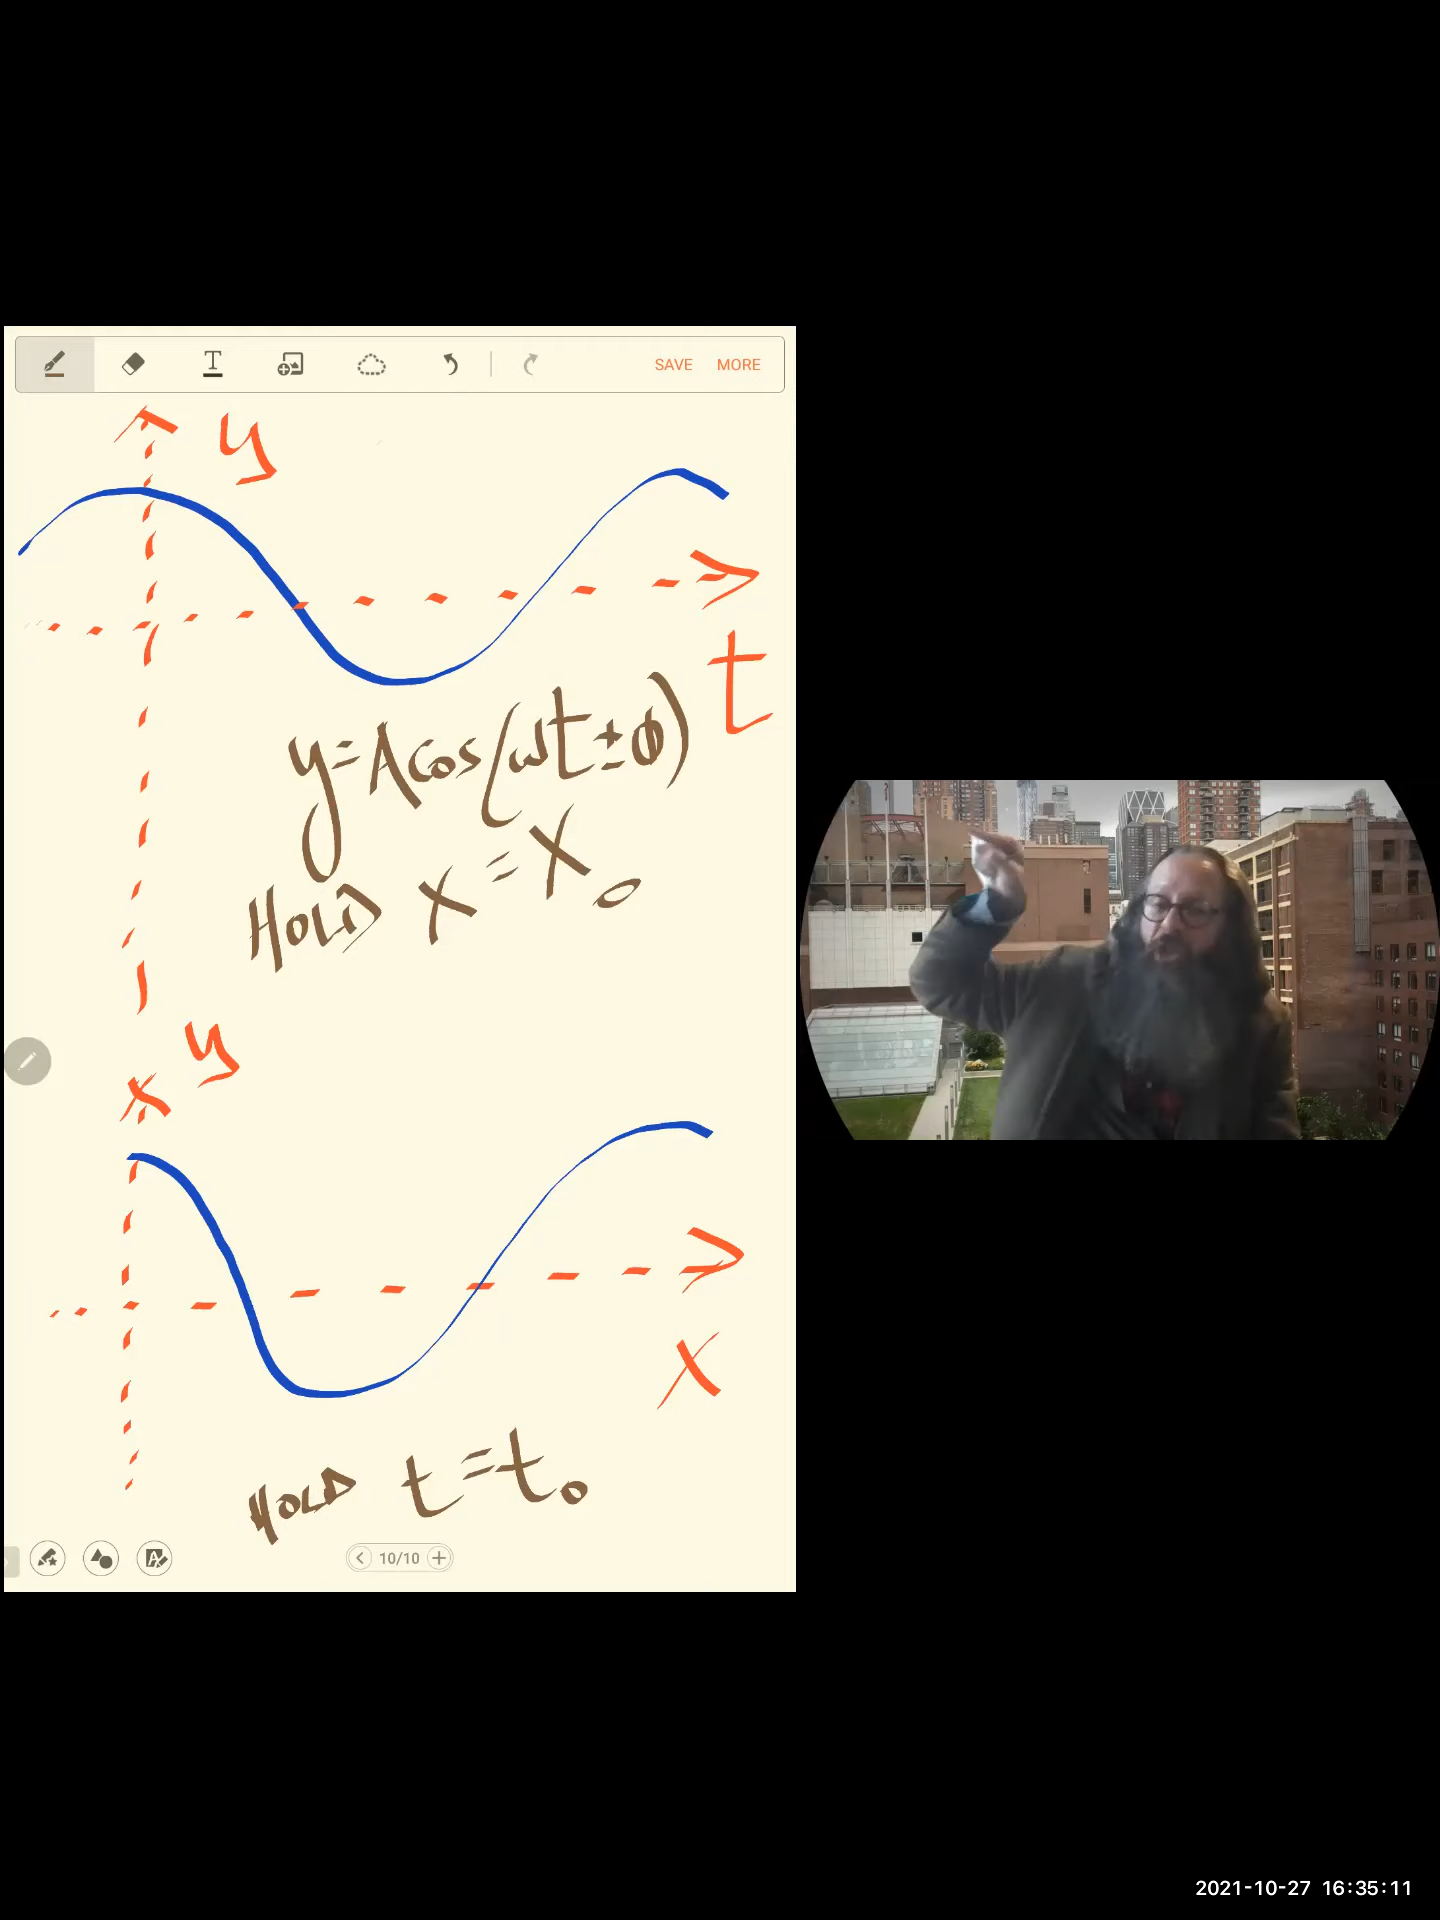 T
SAVE MORE
y
t
y=Acos(ωt±ϕ)
HOLD x=x₀
y
x
HOLD t=t₀
A
10/10
2021-10-27 16:35:11